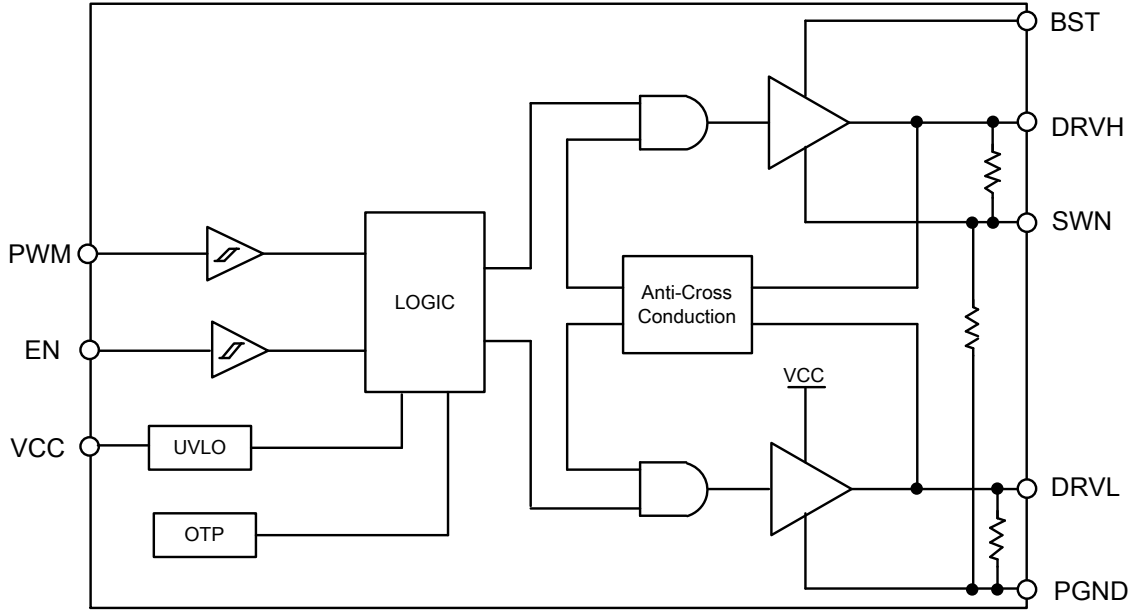 BST
DRVH
SWN
PWM
LOGIC
Anti-Cross
Conduction
EN
VCC
VCC
UVLO
DRVL
OTP
PGND